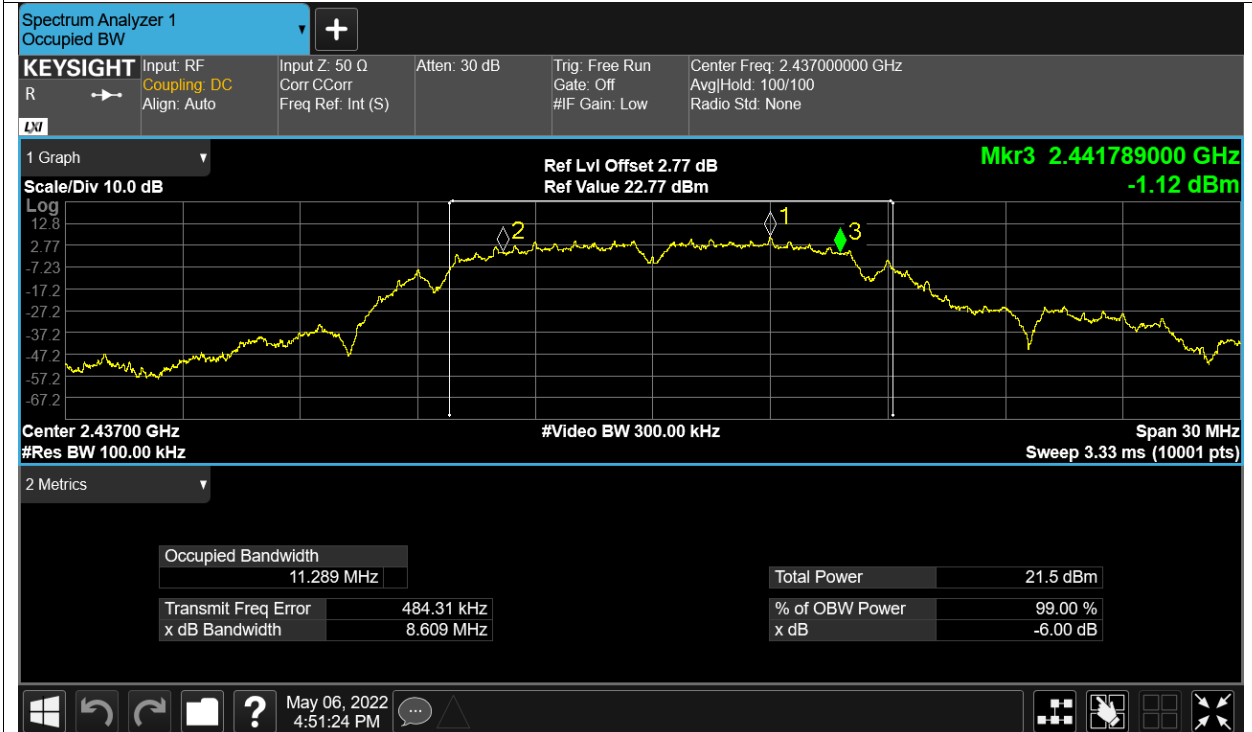 Spectrum Analyzer 1
Occupied BW
+
KEYSIGHT
R
LXI
Input: RF
Coupling: DC
Align: Auto
Input Z: 50 Ω
Corr CCorr
Freq Ref: Int (S)
Atten: 30 dB
Trig: Free Run
Gate: Off
#IF Gain: Low
Center Freq: 2.437000000 GHz
Avg|Hold: 100/100
Radio Std: None
1 Graph
Ref Lvl Offset 2.77 dB
Mkr3 2.441789000 GHz
Scale/Div 10.0 dB
Ref Value 22.77 dBm
-1.12 dBm
Log
12.8
2.77
-7.23
-17.2
-27.2
-37.2
-47.2
-57.2
-67.2
2
1
3
Center 2.43700 GHz
#Video BW 300.00 kHz
Span 30 MHz
#Res BW 100.00 kHz
Sweep 3.33 ms (10001 pts)
2 Metrics
Occupied Bandwidth
11.289 MHz
Total Power 21.5 dBm
Transmit Freq Error 484.31 kHz
% of OBW Power 99.00 %
x dB Bandwidth 8.609 MHz
x dB -6.00 dB
?
May 06, 2022
4:51:24 PM